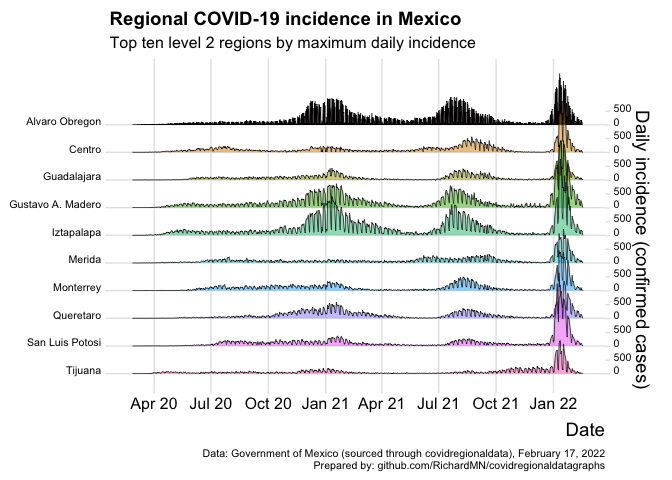 Regional COVID-19 incidence in Mexico
Top ten level 2 regions by maximum daily incidence
Alvaro Obregon
Centro
Guadalajara
Gustavo A. Madero
Iztapalapa
Merida
Monterrey
Queretaro
San Luis Potosi
Tijuana
500
0
500
0
500
0
500
0
500
0
500
0
500
0
500
0
500
0
500
0
Daily incidence (confirmed cases)
Apr 20 Jul 20 Oct 20 Jan 21 Apr 21 Jul 21 Oct 21 Jan 22
Date
Data: Government of Mexico (sourced through covidregionaldata), February 17, 2022
Prepared by: github.com/RichardMN/covidregionaldatagraphs